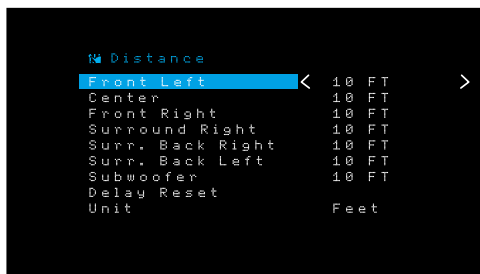 Distance
Front Left < 10 FT >
Center 10 FT
Front Right 10 FT
Surround Right 10 FT
Surr. Back Right 10 FT
Surr. Back Left 10 FT
Subwoofer 10 FT
Delay Reset
Unit Feet